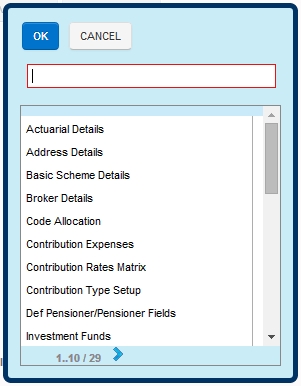 OK CANCEL
Actuarial Details
Address Details
Basic Scheme Details
Broker Details
Code Allocation
Contribution Expenses
Contribution Rates Matrix
Contribution Type Setup
Def Pensioner/Pensioner Fields
Investment Funds
1..10 / 29